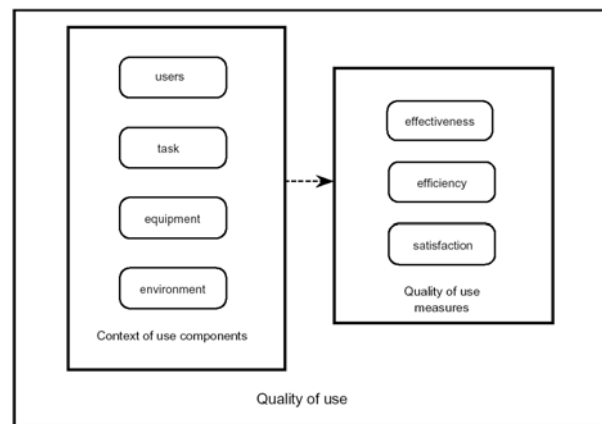 users
task
equipment
environment
Context of use components
effectiveness
efficiency
satisfaction
Quality of use
measures
Quality of use